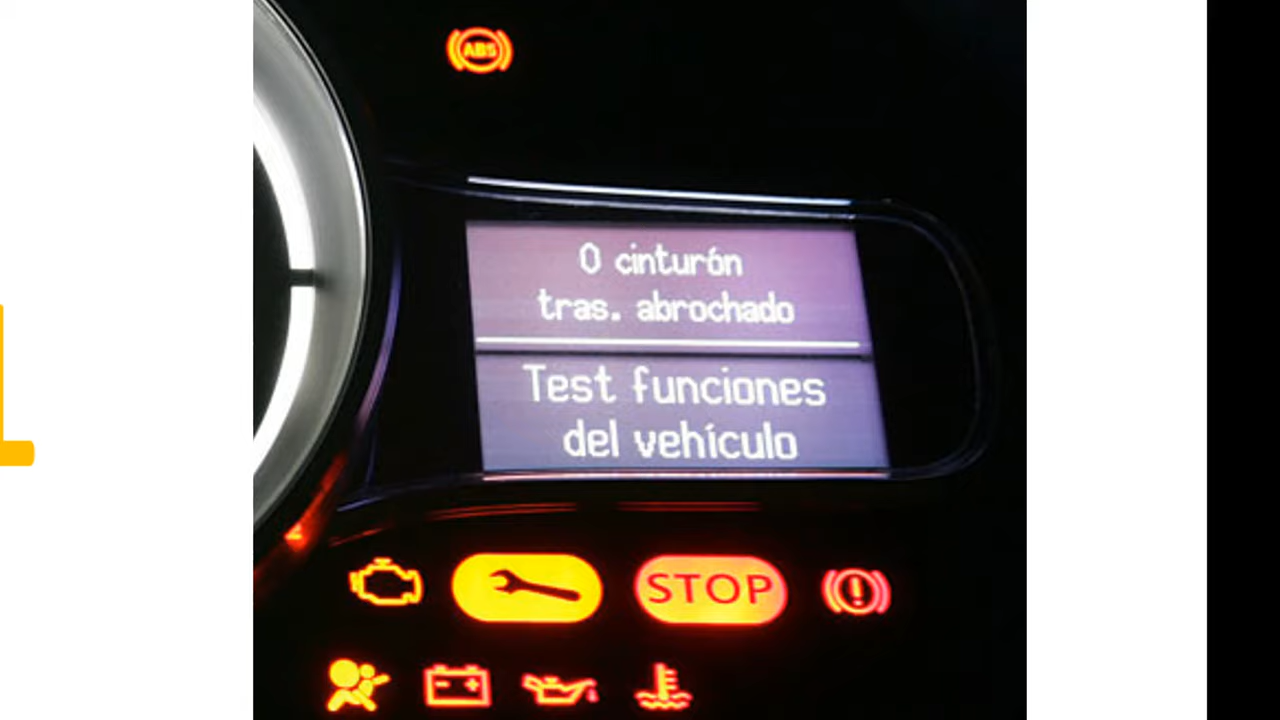 ABS
0 cinturón
tras. abrochado
Test funciones
del vehículo
STOP